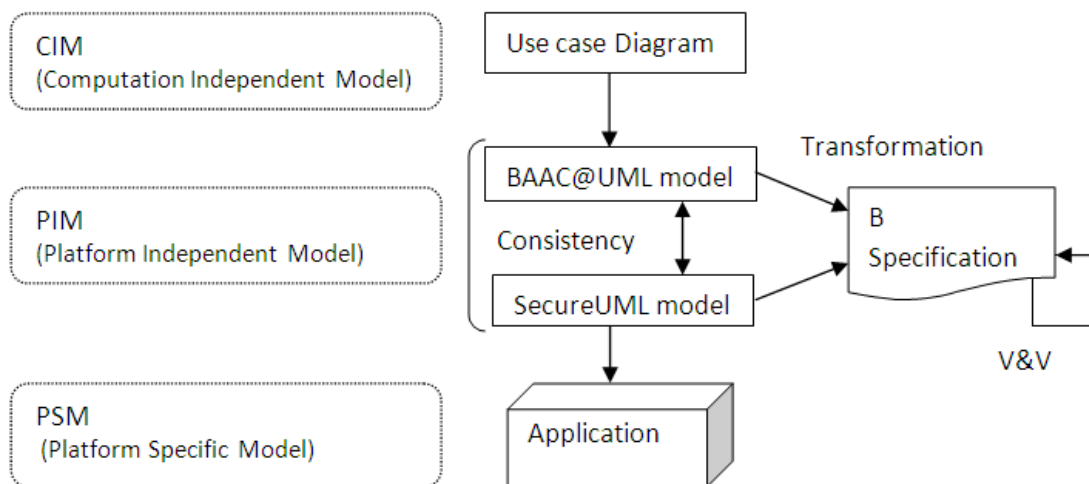 CIM
(Computation Independent Model)
Use case Diagram
Transformation
BAAC@UML model
PIM
(Platform Independent Model)
Consistency
B
Specification
SecureUML model
V&V
PSM
(Platform Specific Model)
Application